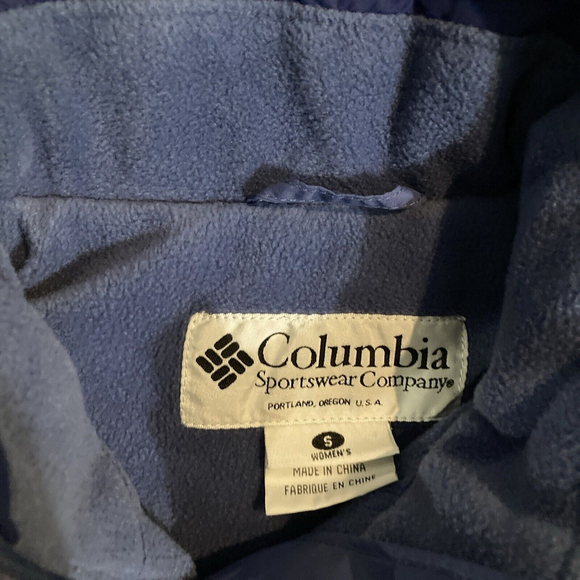 Columbia
Sportswear Company®
PORTLAND, OREGON U.S.A.
S
WOMEN'S
MADE IN CHINA
FABRIQUE EN CHINE